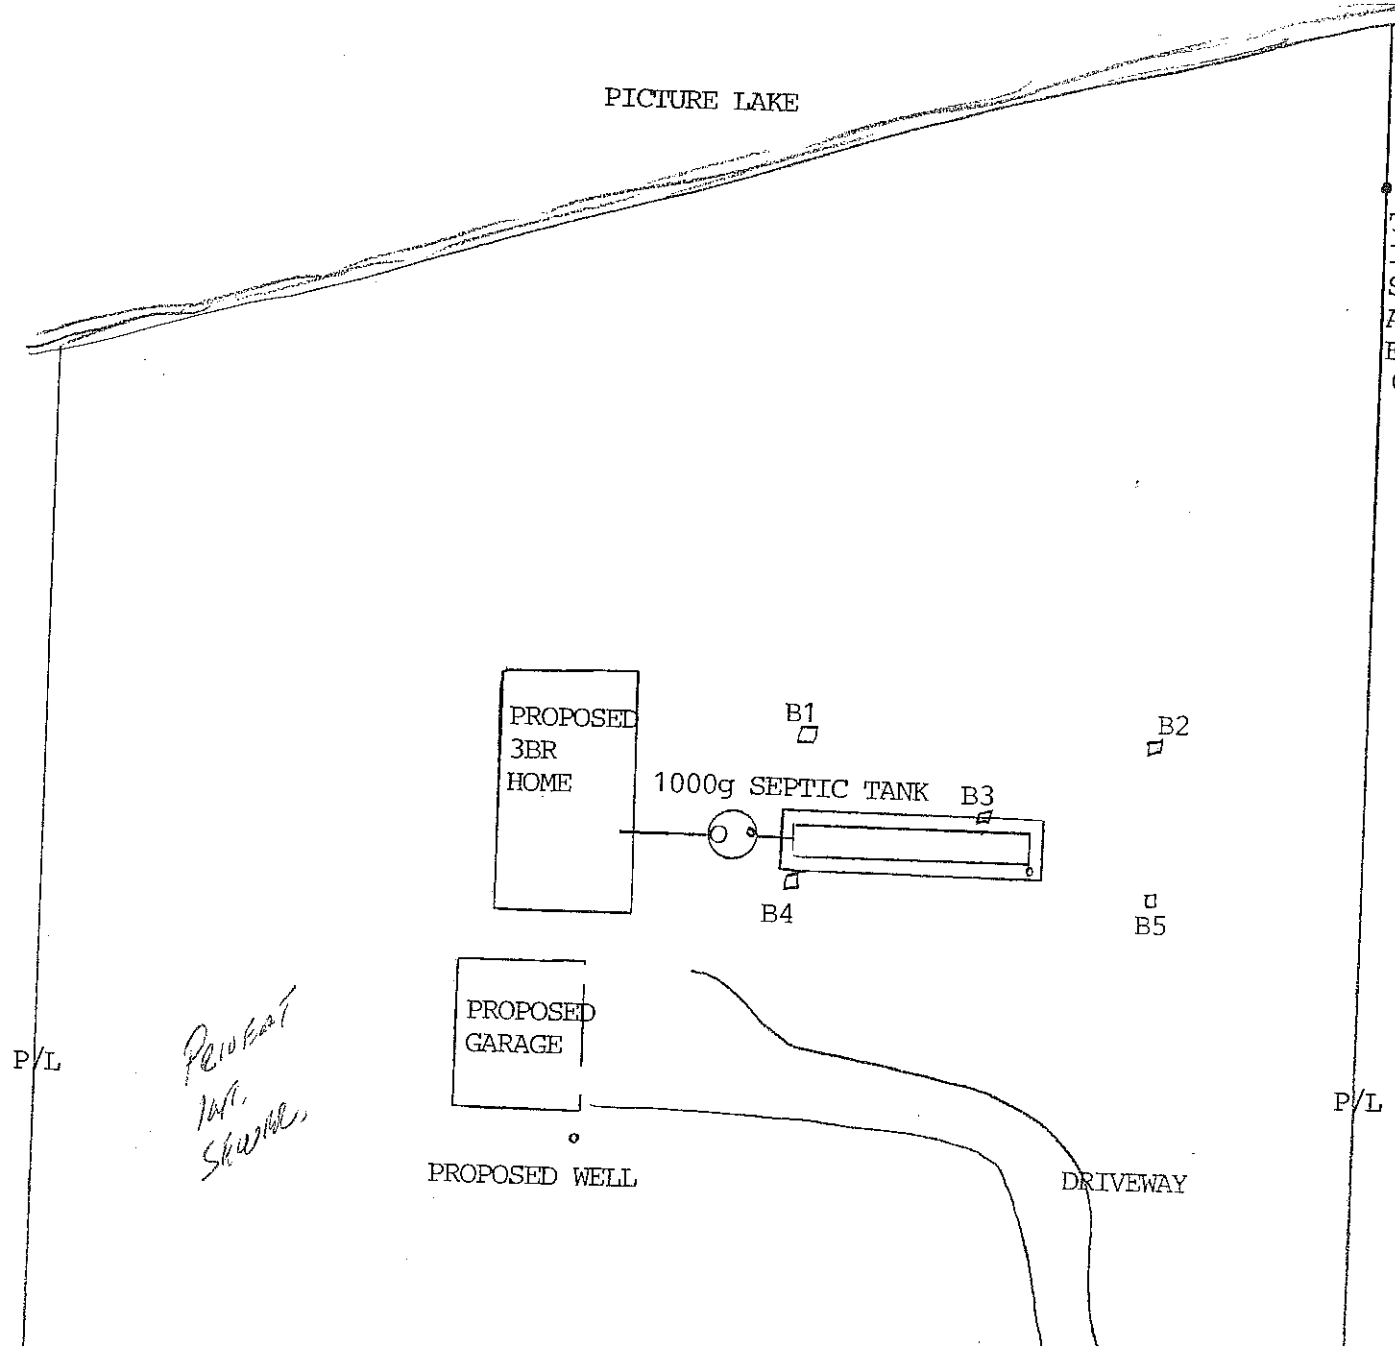 PICTURE LAKE
S
A
PROPOSED
3BR
HOME
B1
B2
1000g SEPTIC TANK
B3
B4
B5
PROPOSED
GARAGE
P/L
P/L
PROPOSED WELL
DRIVEWAY